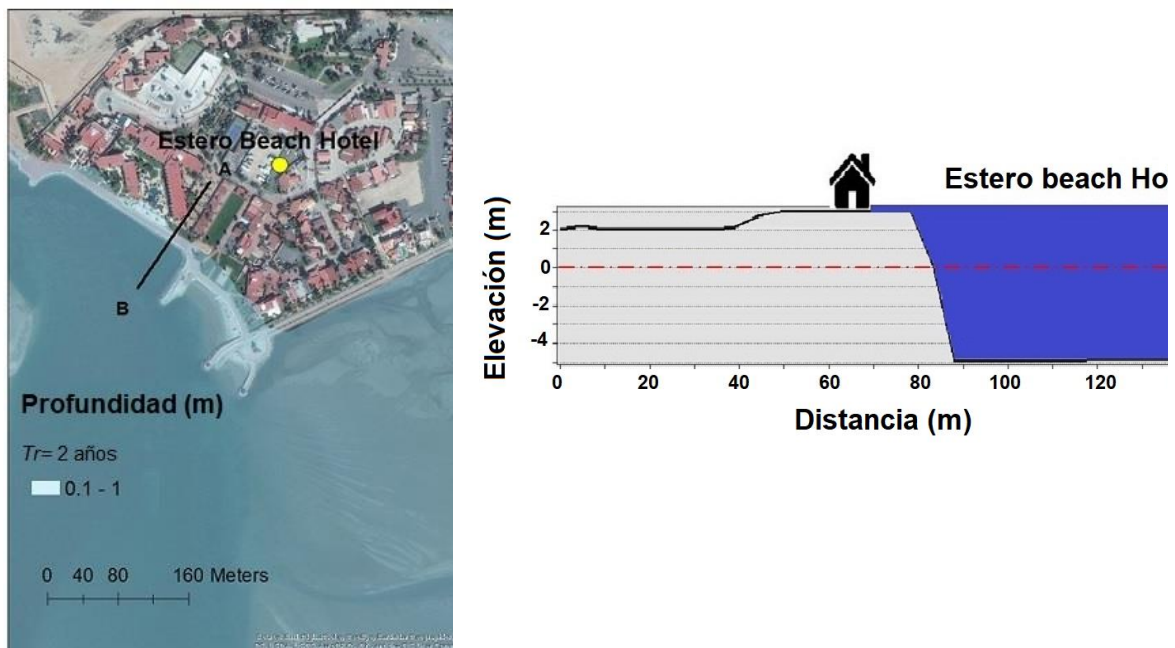 Estero Beach Hotel
A
B
Profundidad (m)
Tr= 2 años
0.1 - 1
0 40 80 160 Meters
Estero beach Ho
Elevación (m)
2
0
-2
-4
0 20 40 60 80 100 120
Distancia (m)